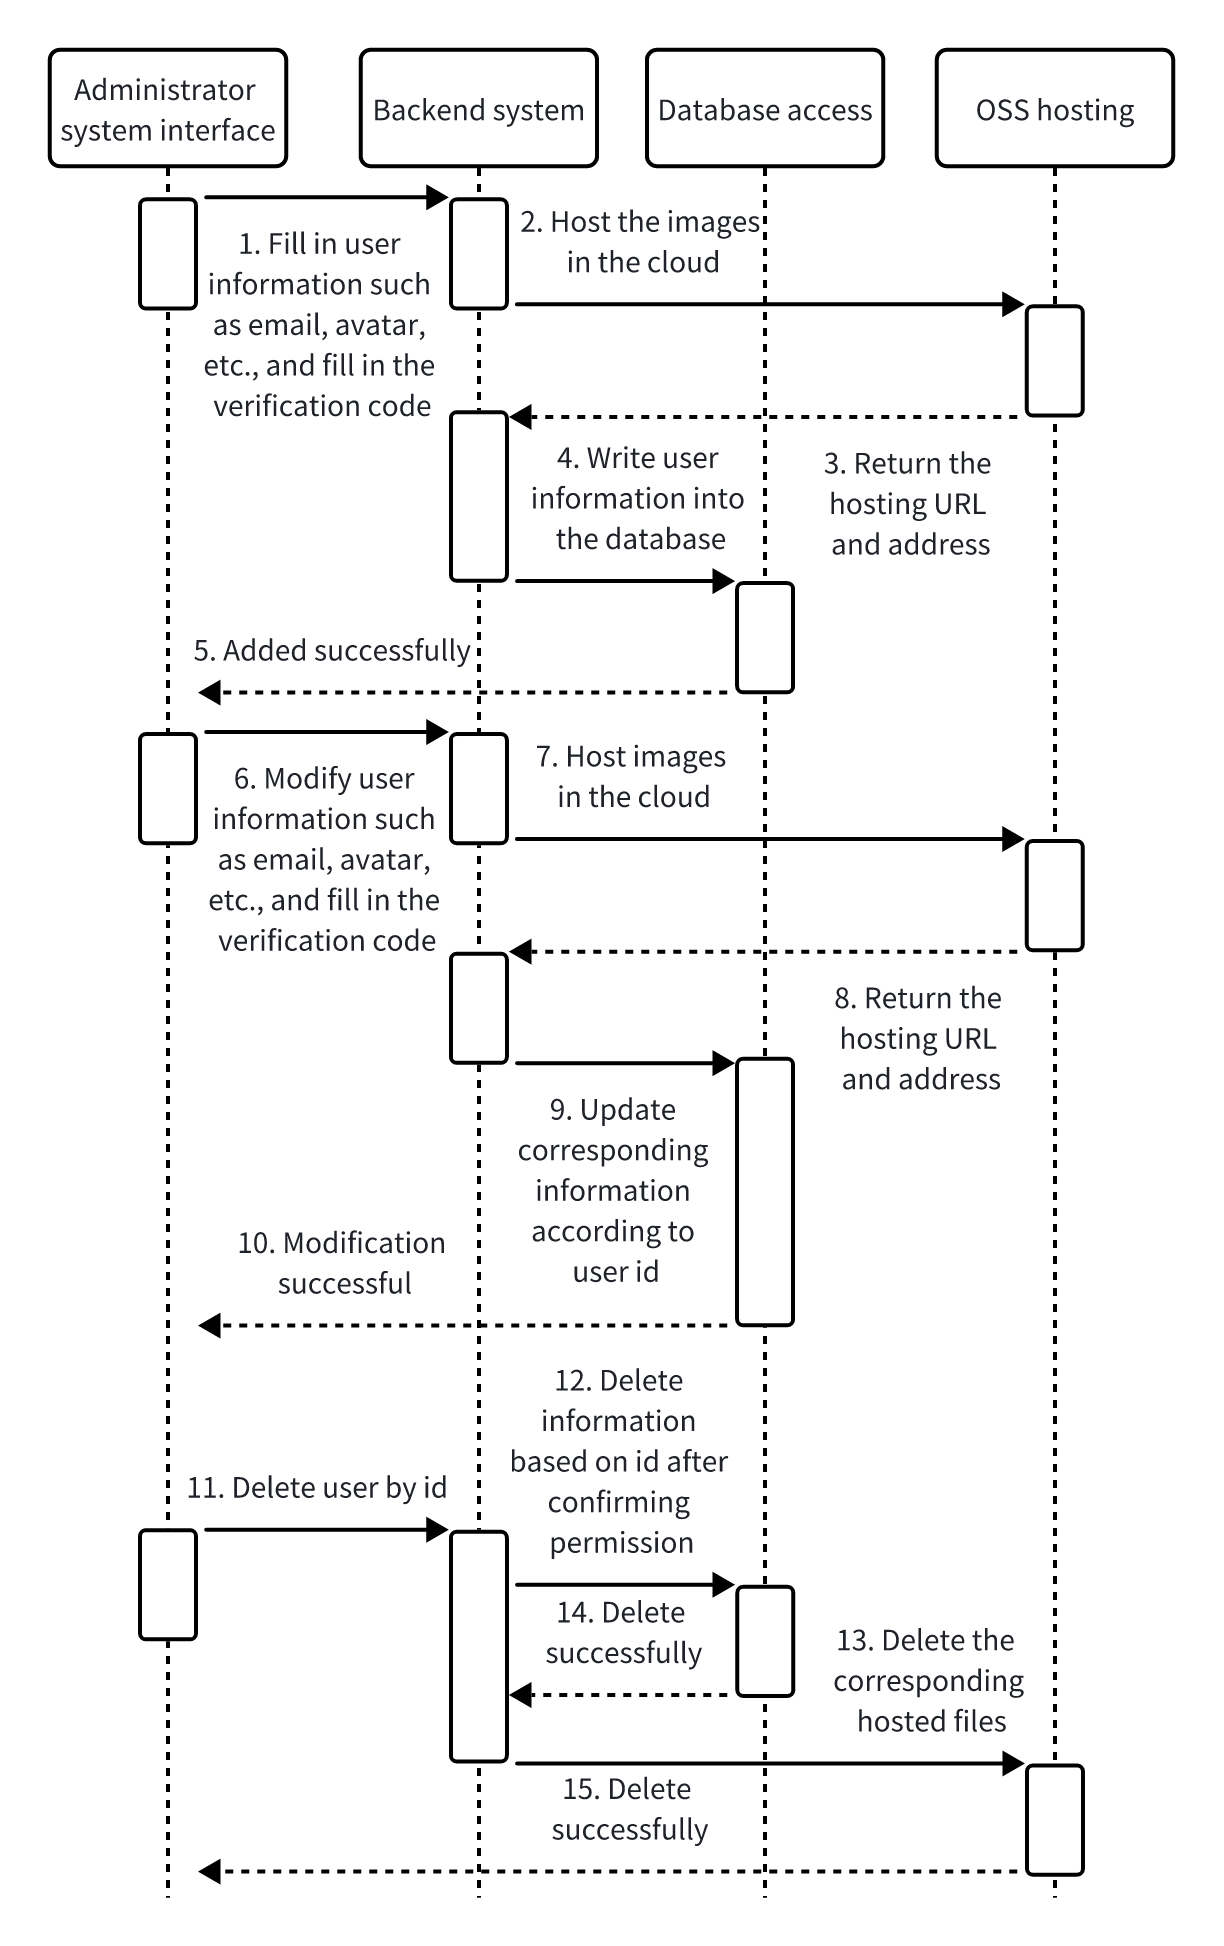 Administrator
system interface
Backend system
Database access
OSS hosting
1. Fill in user
information such
as email, avatar,
etc., and fill in the
verification code
2. Host the images
in the cloud
3. Return the
hosting URL
and address
4. Write user
information into
the database
5. Added successfully
6. Modify user
information such
as email, avatar,
etc., and fill in the
verification code
7. Host images
in the cloud
8. Return the
hosting URL
and address
9. Update
corresponding
information
according to
user id
10. Modification
successful
11. Delete user by id
12. Delete
information
based on id after
confirming
permission
14. Delete
successfully
13. Delete the
corresponding
hosted files
15. Delete
successfully